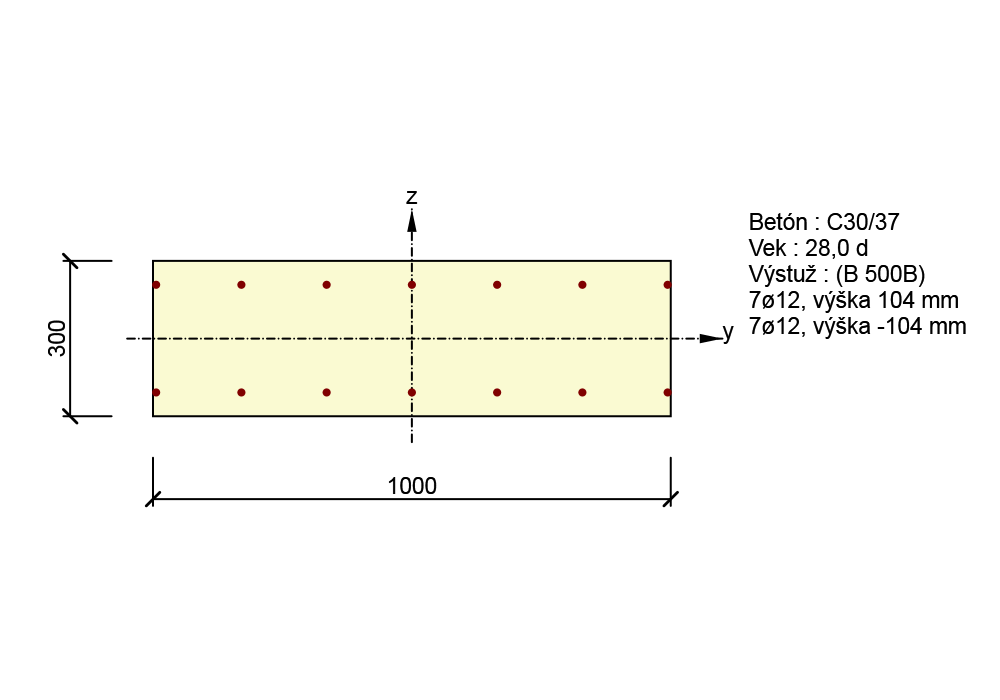 z
Betón : C30/37
Vek : 28,0 d
Výstuž : (B 500B)
7ø12, výška 104 mm
7ø12, výška -104 mm
y
300
1000